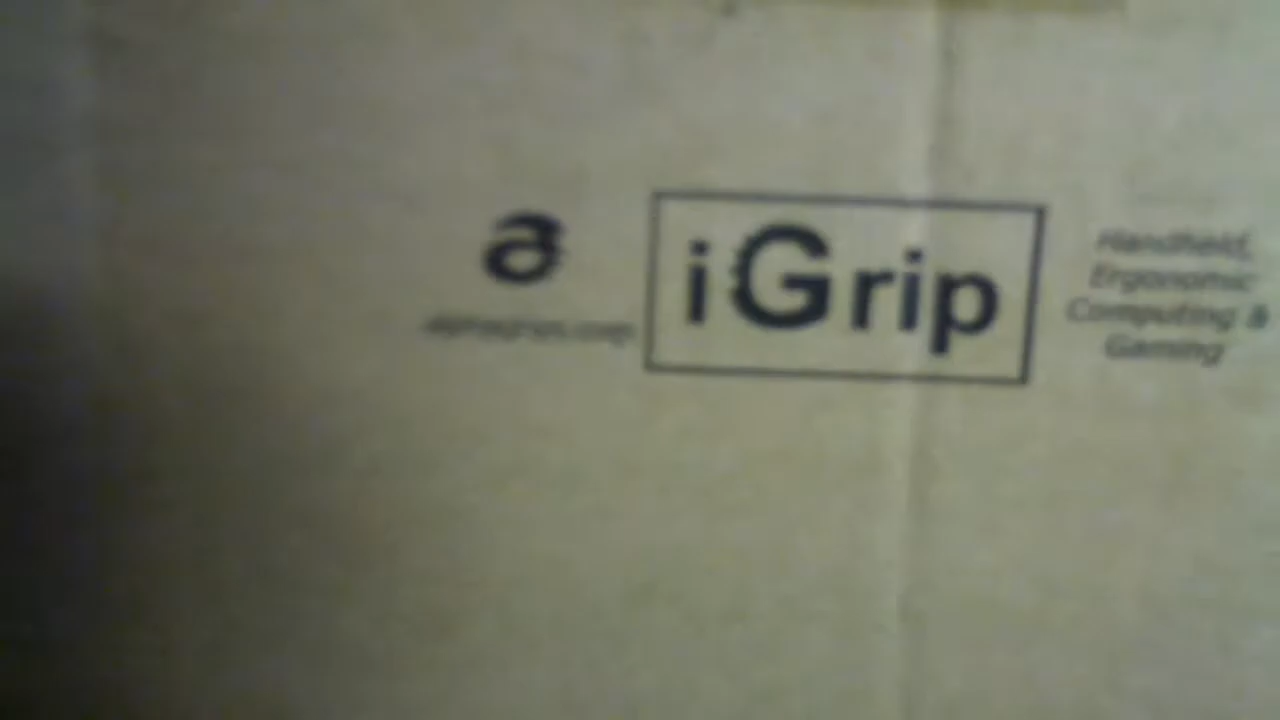 a
iGrip
Handheld,
Ergonomic
Computing &
Gaming